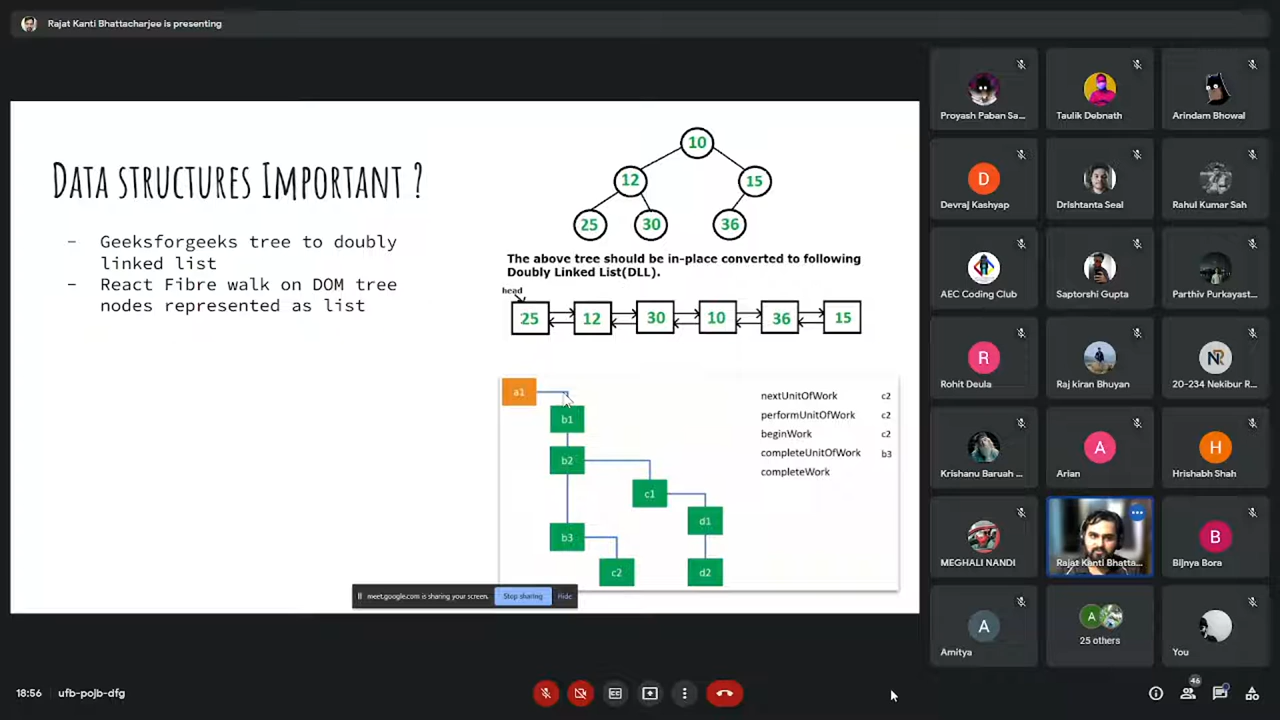 Rajat Kanti Bhattacharjee is presenting
DATA STRUCTURES IMPORTANT ?
- Geeksforgeeks tree to doubly
linked list
- React Fibre walk on DOM tree
nodes represented as list
10
12 15
25 30 36
The above tree should be in-place converted to following
Doubly Linked List(DLL).
head
25 12 30 10 36 15
a1
b1
b2
c1
d1
b3
c2 d2
nextUnitOfWork c2
performUnitOfWork c2
beginWork c2
completeUnitOfWork b3
completeWork
meet.google.com is sharing your screen. Stop sharing Hide
Proyash Paban Sa...
Taulik Debnath
Arindam Bhowal
D
Devraj Kashyap
Drishtanta Seal
Rahul Kumar Sah
AEC Coding Club
Saptorshi Gupta
Parthiv Purkayast...
R
Rohit Deula
Raj kiran Bhuyan
NR
20-234 Nekibur R...
Krishanu Baruah ...
A
Arian
H
Hrishabh Shah
MEGHALI NANDI
Rajat Kanti Bhatta...
B
Bijnya Bora
A
Amitya
A
25 others
You
18:56 ufb-pojb-dfg
46